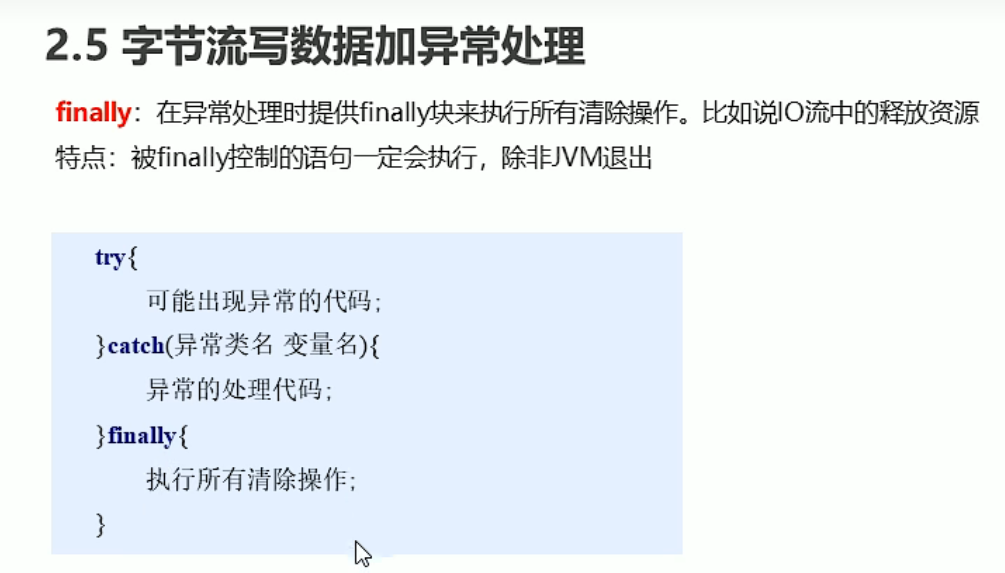 2.5 字节流写数据加异常处理
finally：在异常处理时提供finally块来执行所有清除操作。比如说IO流中的释放资源
特点：被finally控制的语句一定会执行，除非JVM退出
try{
可能出现异常的代码;
}catch(异常类名 变量名){
异常的处理代码;
}finally{
执行所有清除操作;
}